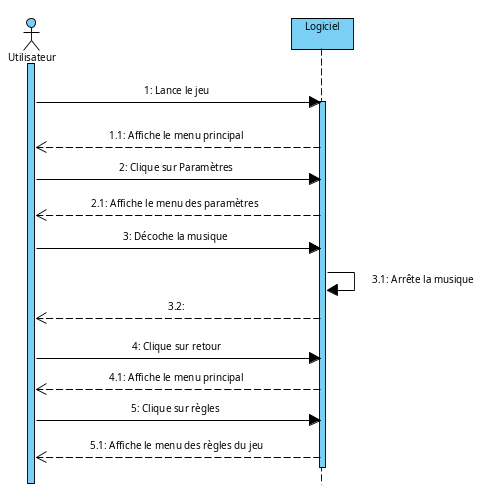 Logiciel
Utilisateur
1: Lance le jeu
1.1: Affiche le menu principal
2: Clique sur Paramètres
2.1: Affiche le menu des paramètres
3: Décoche la musique
3.1: Arrête la musique
3.2:
4: Clique sur retour
4.1: Affiche le menu principal
5: Clique sur règles
5.1: Affiche le menu des règles du jeu